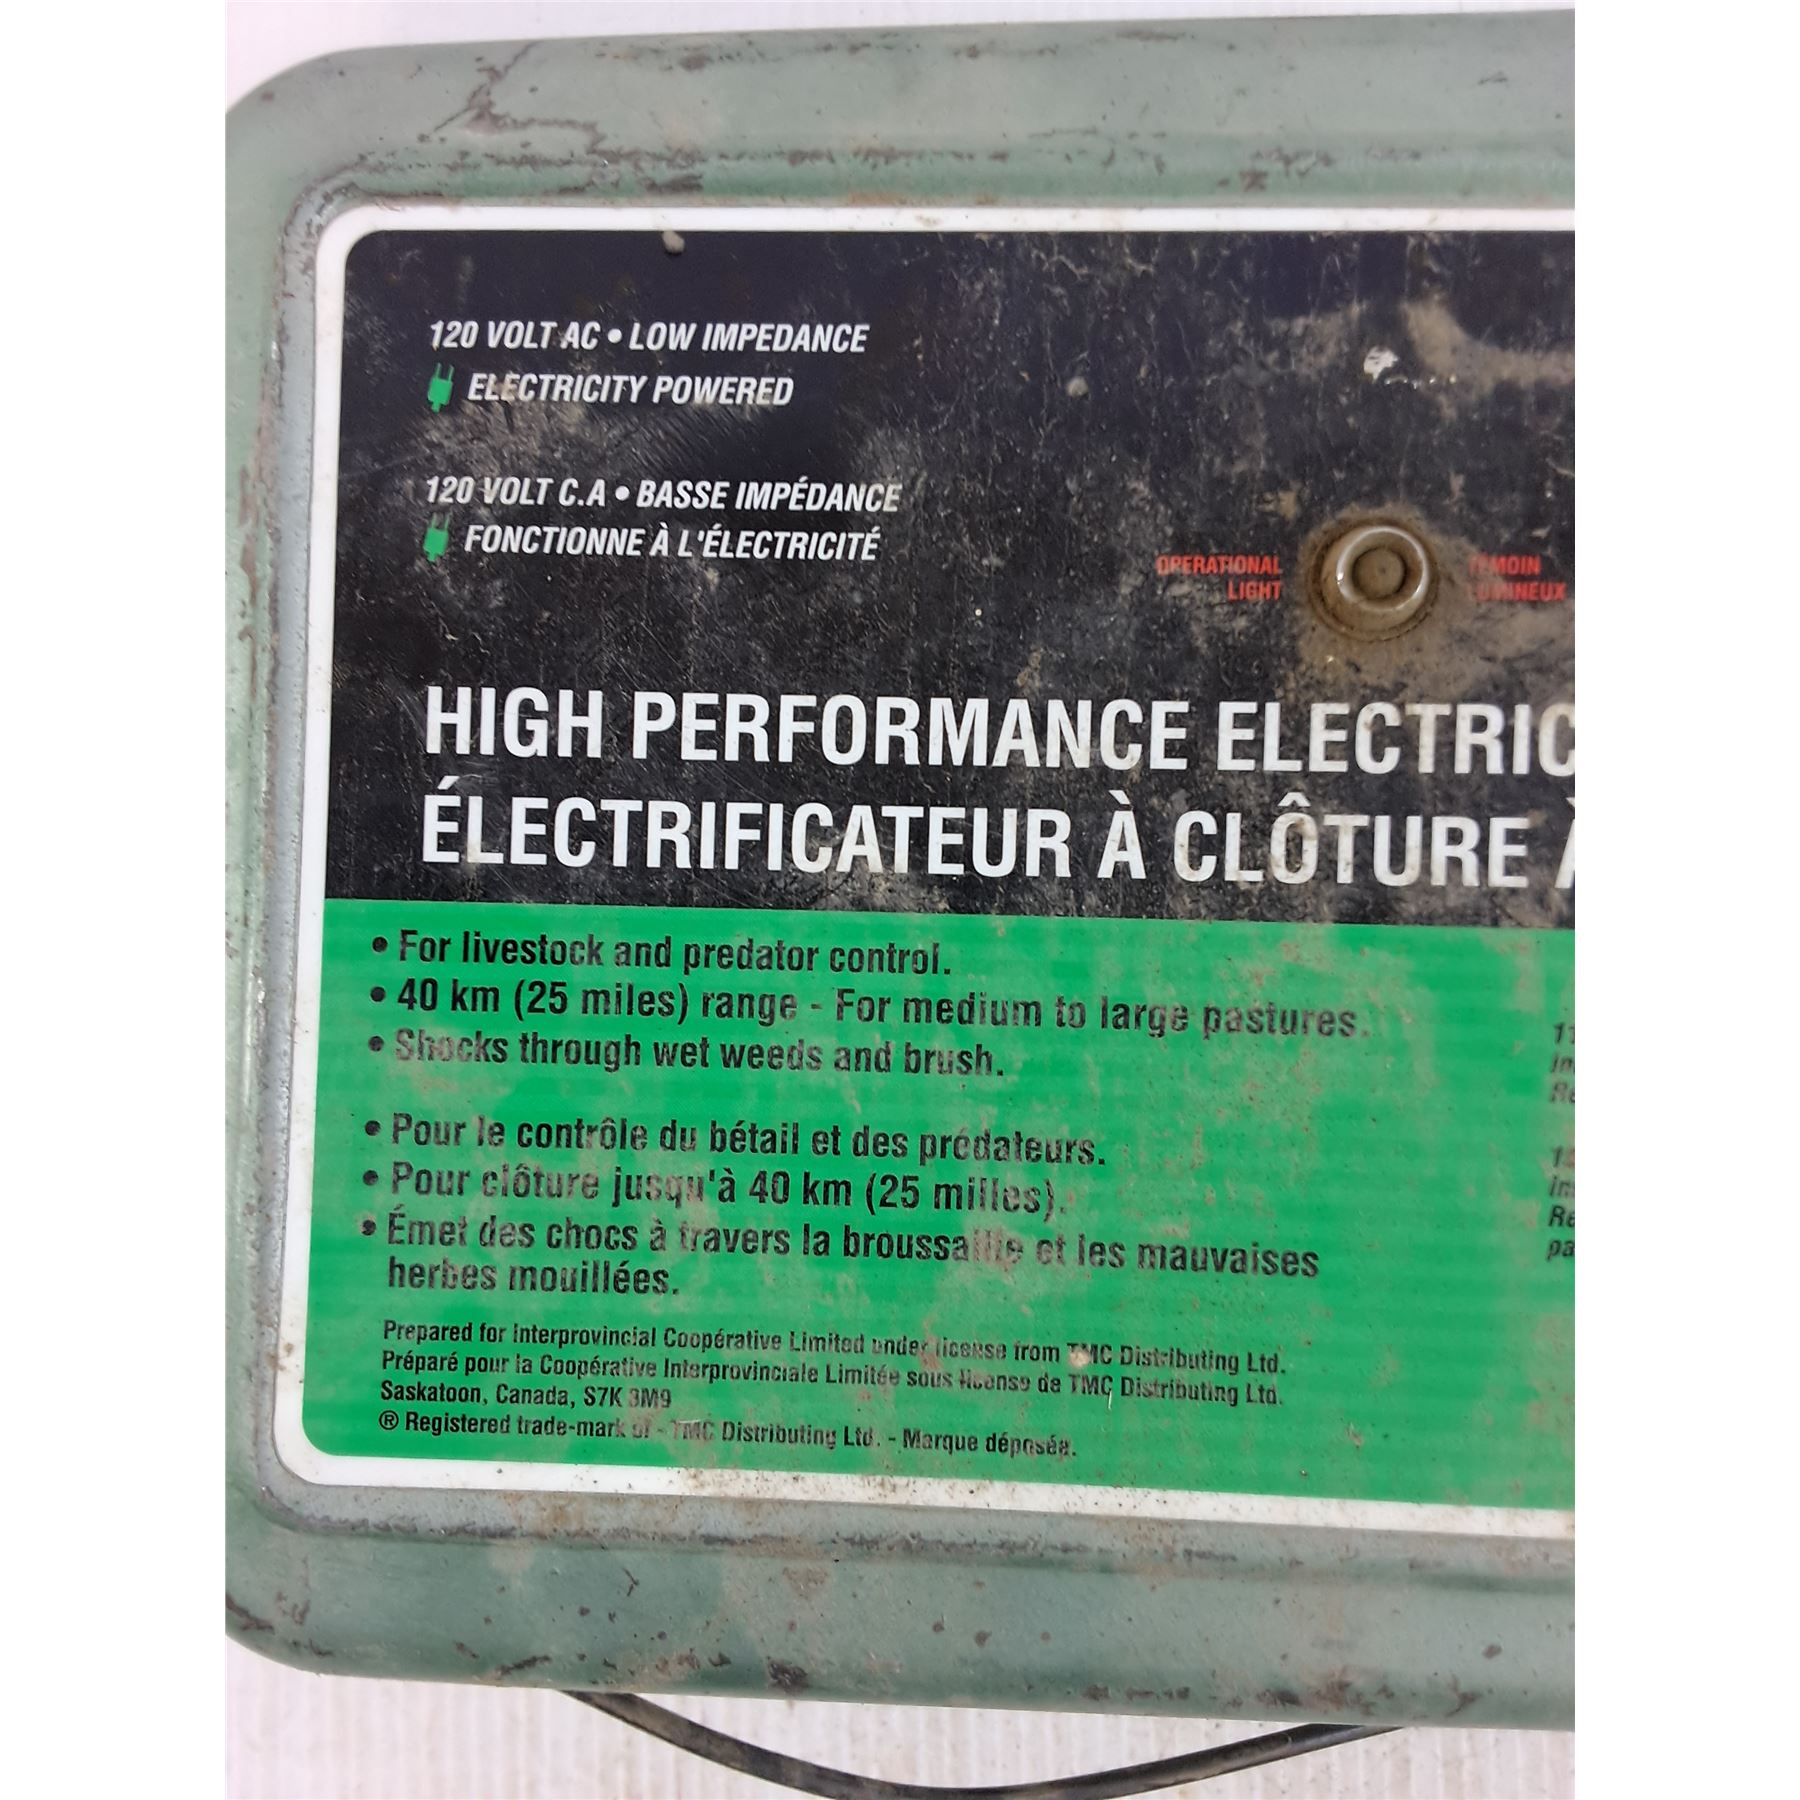 120 VOLT AC • LOW IMPEDANCE
ELECTRICITY POWERED
120 VOLT C.A • BASSE IMPÉDANCE
FONCTIONNE À L'ÉLECTRICITÉ
OPERATIONAL
LIGHT
TÉMOIN
LUMINEUX
HIGH PERFORMANCE ELECTRIC
ÉLECTRIFICATEUR À CLÔTURE À
• For livestock and predator control.
• 40 km (25 miles) range - For medium to large pastures.
• Shocks through wet weeds and brush.
• Pour le contrôle du bétail et des prédateurs.
• Pour clôture jusqu'à 40 km (25 milles).
• Émet des chocs à travers la broussaille et les mauvaises
herbes mouillées.
Prepared for Interprovincial Coopérative Limited under license from TMC Distributing Ltd.
Préparé pour la Coopérative Interprovinciale Limitée sous license de TMC Distributing Ltd.
Saskatoon, Canada, S7K 3M9
® Registered trade-mark of - TMC Distributing Ltd. - Marque déposée.